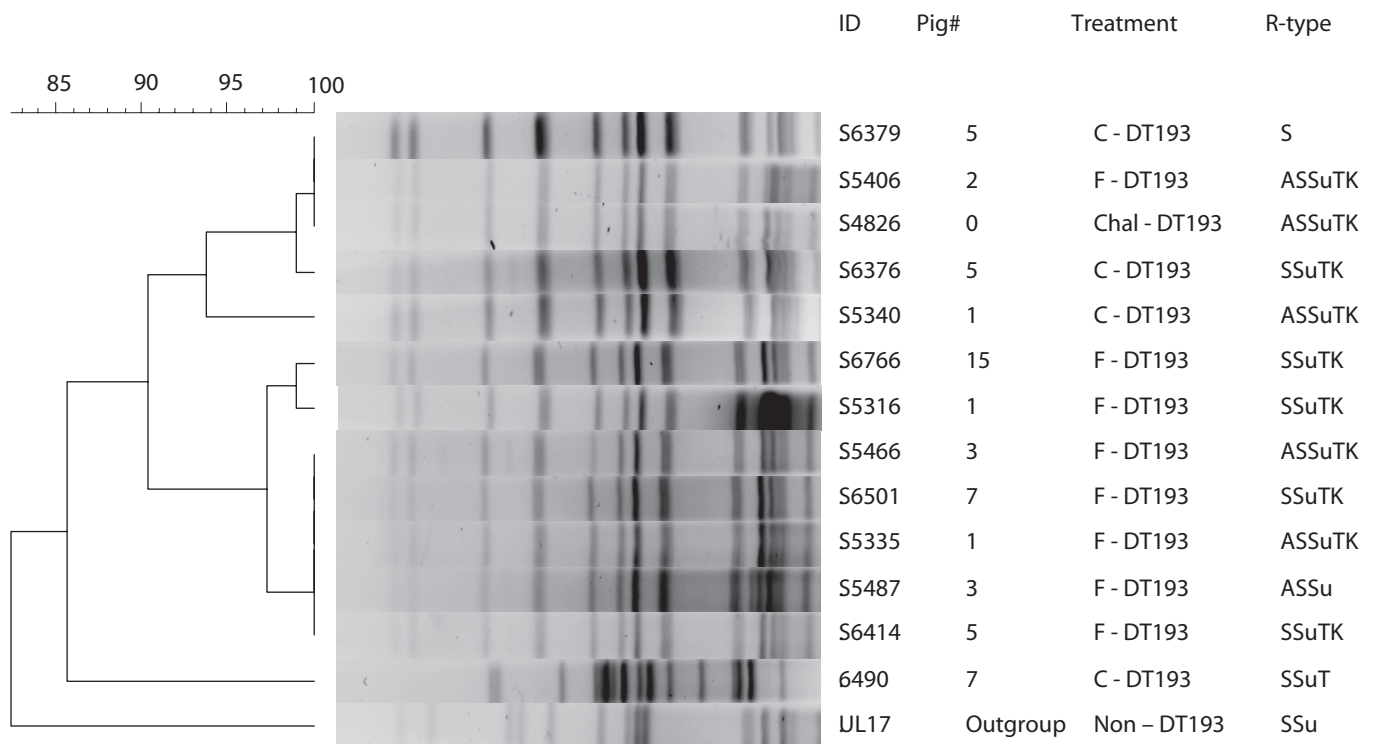 ID Pig# Treatment R-type
85 90 95 100
S6379 5 C - DT193 S
S5406 2 F - DT193 ASSuTK
S4826 0 Chal - DT193 ASSuTK
S6376 5 C - DT193 SSuTK
S5340 1 C - DT193 ASSuTK
S6766 15 F - DT193 SSuTK
S5316 1 F - DT193 SSuTK
S5466 3 F - DT193 ASSuTK
S6501 7 F - DT193 SSuTK
S5335 1 F - DT193 ASSuTK
S5487 3 F - DT193 ASSu
S6414 5 F - DT193 SSuTK
6490 7 C - DT193 SSuT
UL17 Outgroup Non – DT193 SSu